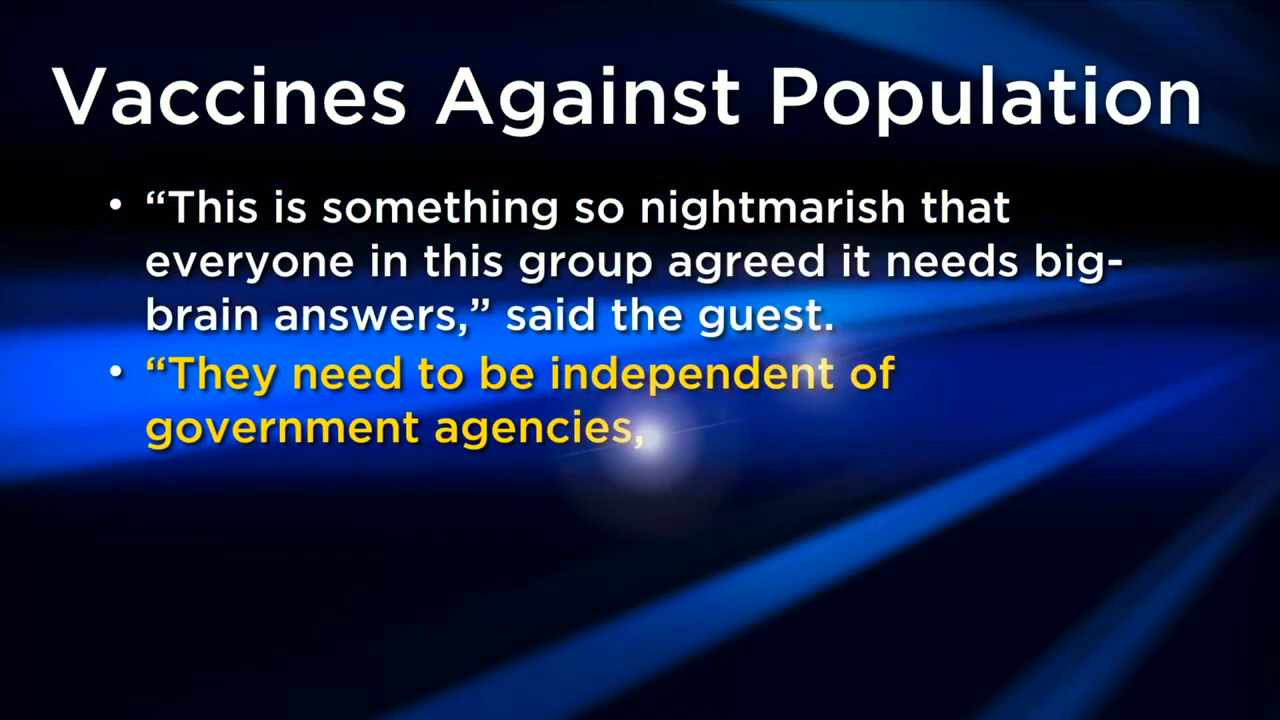 Vaccines Against Population
• “This is something so nightmarish that
everyone in this group agreed it needs big-
brain answers,” said the guest.
• “They need to be independent of
government agencies,